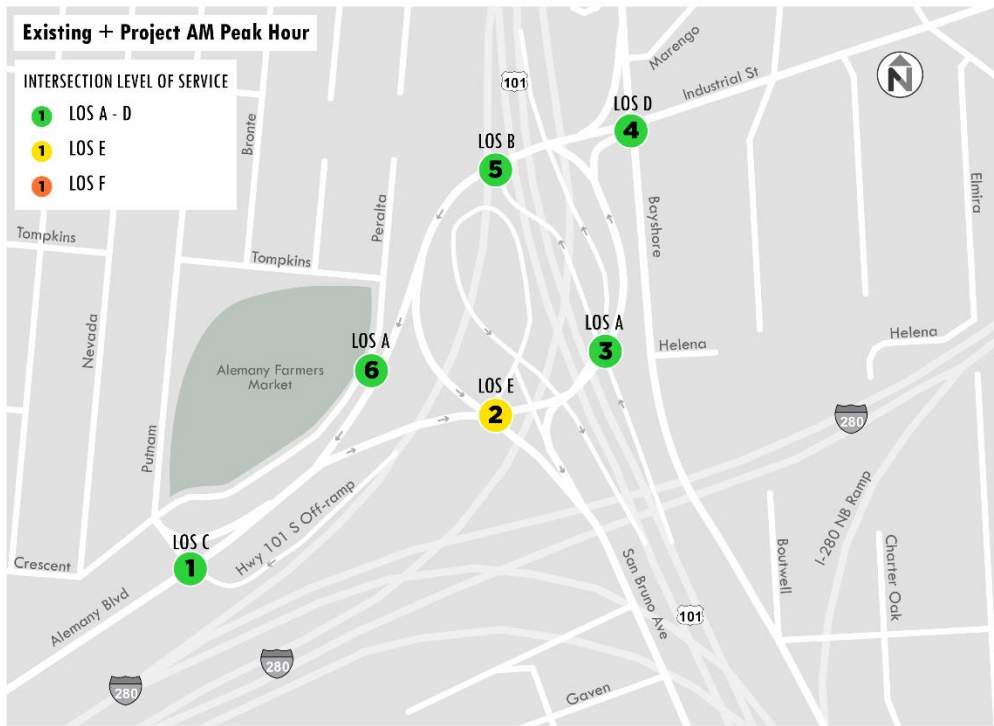 Existing + Project AM Peak Hour
INTERSECTION LEVEL OF SERVICE
1 LOS A - D
1 LOS E
1 LOS F
101
Marengo
Industrial St
N
LOS D
4
LOS B
5
Bronte
Peralta
Elmira
Bayshore
Tompkins
Tompkins
Nevada
LOS A
3
Helena
Helena
LOS A
6
Alemany Farmers
Market
LOS E
2
280
Putnam
Hwy 101 S Off-ramp
I-280 NB Ramp
LOS C
1
Crescent
Boutwell
Charter Oak
Alemany Blvd
San Bruno Ave
101
280
280
Gaven